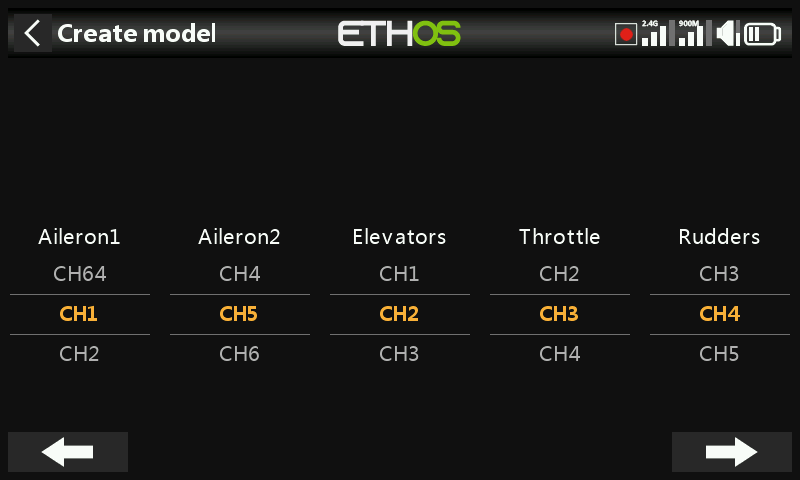 Create model
ETHOS
2.4G
900M
Aileron1 Aileron2 Elevators Throttle Rudders
CH64 CH4 CH1 CH2 CH3
CH1 CH5 CH2 CH3 CH4
CH2 CH6 CH3 CH4 CH5